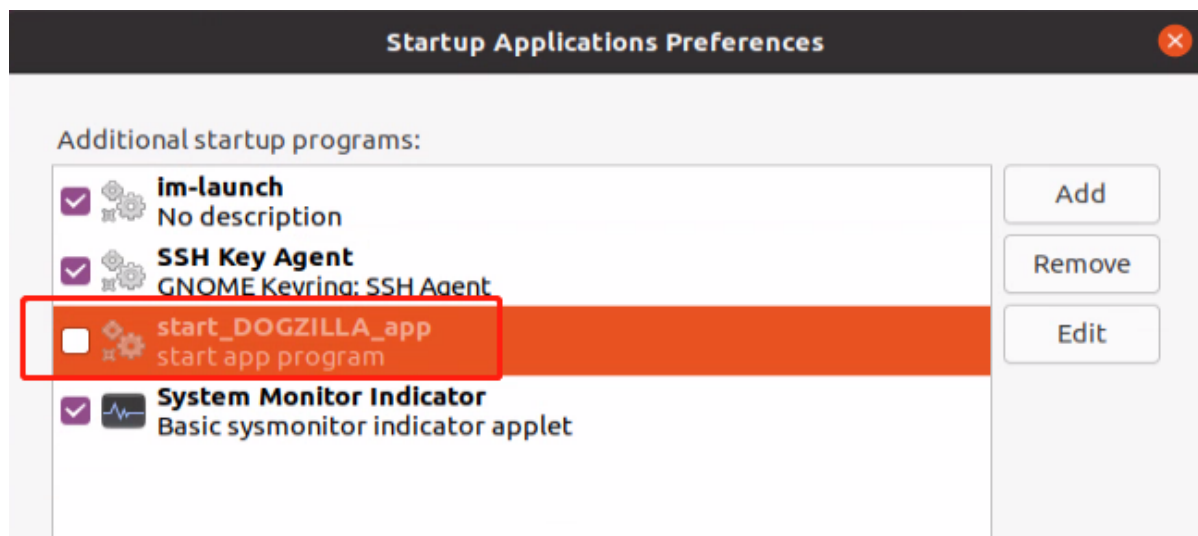 Startup Applications Preferences
Additional startup programs:
im-launch
No description
Add
SSH Key Agent
GNOME Keyring: SSH Agent
Remove
start_DOGZILLA_app
start app program
Edit
System Monitor Indicator
Basic sysmonitor indicator applet